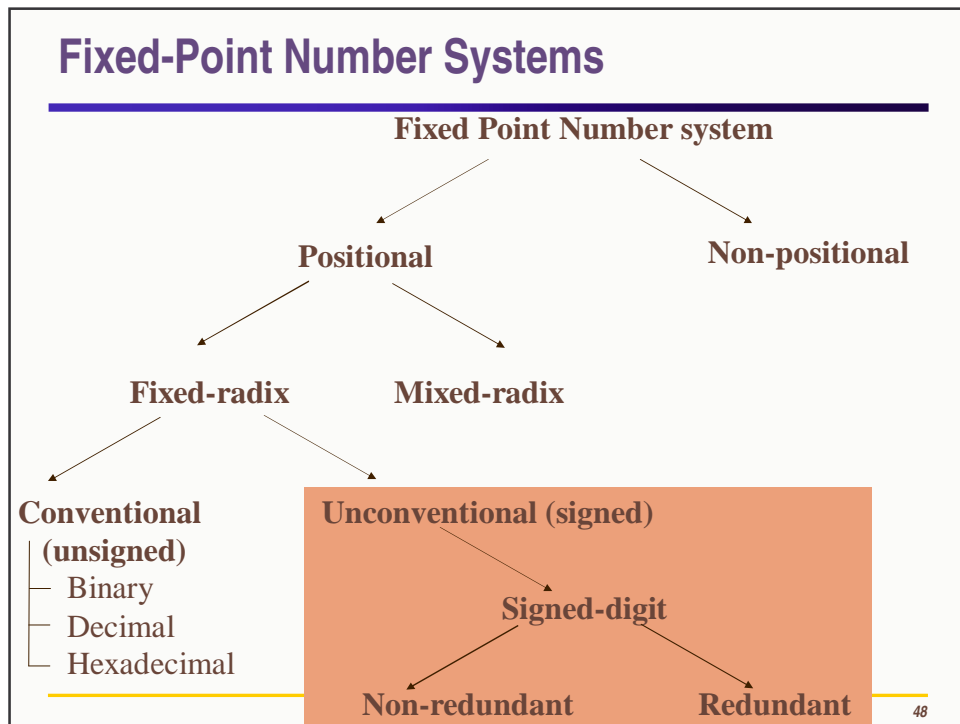 Fixed-Point Number Systems
Fixed Point Number system
Positional
Non-positional
Fixed-radix
Mixed-radix
Conventional
(unsigned)
Binary
Decimal
Hexadecimal
Unconventional (signed)
Signed-digit
Non-redundant
Redundant
48